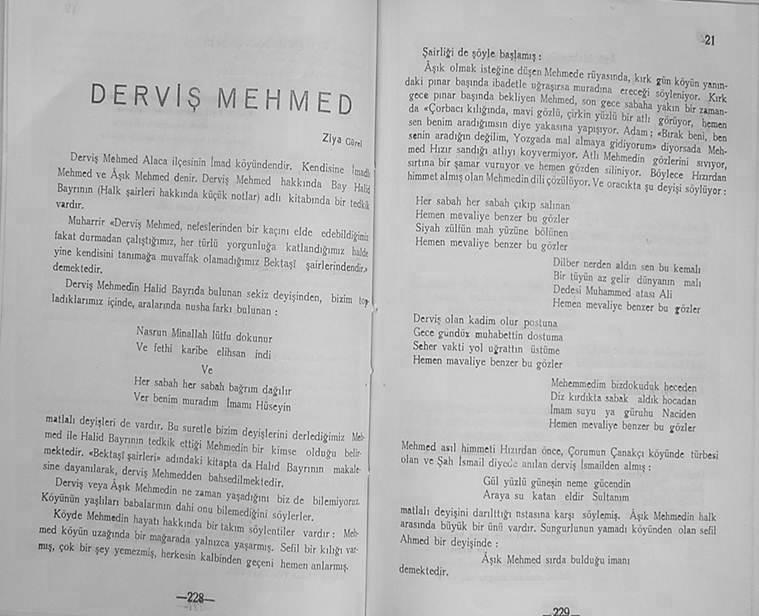 DERVİŞ MEHMED
Ziya Gürel
Derviş Mehmed Alaca ilçesinin İmad köyündendir. Kendisine İmadlı
Mehmed ve Âşık Mehmed denir. Derviş Mehmed hakkında Bay Halid
Bayrının (Halk şairleri hakkında küçük notlar) adlı kitabında bir tedkik
vardır.
Muharrir «Derviş Mehmed, nefeslerinden bir kaçını elde edebildiğimiz
fakat durmadan çalıştığımız, her türlü yorgunluğa katlandığımız halde
yine kendisini tanımağa muvaffak olamadığımız Bektaşî şairlerindendir.»
demektedir.
Derviş Mehmedin Halid Bayrıda bulunan sekiz deyişinden, bizim top
ladıklarımız içinde, aralarında nusha farkı bulunan :
Nasrun Minallah lûtfu dokunur
Ve fethi karibe elihsan indi
Ve
Her sabah her sabah bağrım dağılır
Ver benim muradım İmamı Hüseyin
matlalı deyişleri de vardır. Bu suretle bizim deyişlerini derlediğimiz Meh-
med ile Halid Bayrının tedkik ettiği Mehmedin bir kimse olduğu belir-
mektedir. «Bektaşî şairleri» adındaki kitapta da Halid Bayrının makale-
sine dayanılarak, derviş Mehmedden bahsedilmektedir.
Derviş veya Âşık Mehmedin ne zaman yaşadığını biz de bilemiyoruz.
Köyünün yaşlıları babalarının dahi onu bilemediğini söylerler.
Köyde Mehmedin hayatı hakkında bir takım söylentiler vardır : Meh-
med köyün uzağında bir mağarada yalnızca yaşarmış. Sefil bir kılığı var-
mış, çok bir şey yemezmiş, herkesin kalbinden geçeni hemen anlarmış.
—228—
21
Şairliği de şöyle başlamış :
Âşık olmak isteğine düşen Mehmede rüyasında, kırk gün köyün yanın-
daki pınar başında ibadetle uğraşırsa muradına ereceği söyleniyor. Kırk
gece pınar başında bekliyen Mehmed, son gece sabaha yakın bir zaman-
da «Çorbacı kılığında, mavi gözlü, çirkin yüzlü bir atlı görüyor, hemen
sen benim aradığımsın diye yakasına yapışıyor. Adam; «Bırak beni, ben
senin aradığın değilim, Yozgada mal almaya gidiyorum» diyorsada Meh-
med Hızır sandığı atlıyı koyvermiyor. Atlı Mehmedin gözlerini sıvıyor,
sırtına bir şamar vuruyor ve hemen gözden siliniyor. Böylece Hızırdan
himmet almış olan Mehmedin dili çözülüyor. Ve oracıkta şu deyişi söylüyor :
Her sabah her sabah çıkıp salınan
Hemen mevaliye benzer bu gözler
Siyah zülfün mah yüzüne bölünen
Hemen mevaliye benzer bu gözler
Dilber nerden aldın sen bu kemalı
Bir tüyün az gelir dünyanın malı
Dedesi Muhammed atası Ali
Hemen mevaliye benzer bu gözler
Derviş olan kadim olur postuna
Gece gündüz muhabettin dostuma
Seher vakti yol uğrattın üstüme
Hemen mavaliye benzer bu gözler
Mehemmedim bizdokuduk heceden
Diz kırdıkta sabak aldık hocadan
İmam suyu ya güruhu Naciden
Hemen mevaliye benzer bu gözler
Mehmed asıl himmeti Hızırdan önce, Çorumun Çanakçı köyünde türbesi
olan ve Şah İsmail diyede anılan derviş İsmailden almış :
Gül yüzlü güneşin neme gücendin
Araya su katan eldir Sultanım
matlalı deyişini darılttığı ustasına karşı söylemiş. Âşık Mehmedin halk
arasında büyük bir ünü vardır. Sungurlunun yamadı köyünden olan sefil
Ahmed bir deyişinde :
Âşık Mehmed sırda bulduğu imanı
demektedir.
—229—